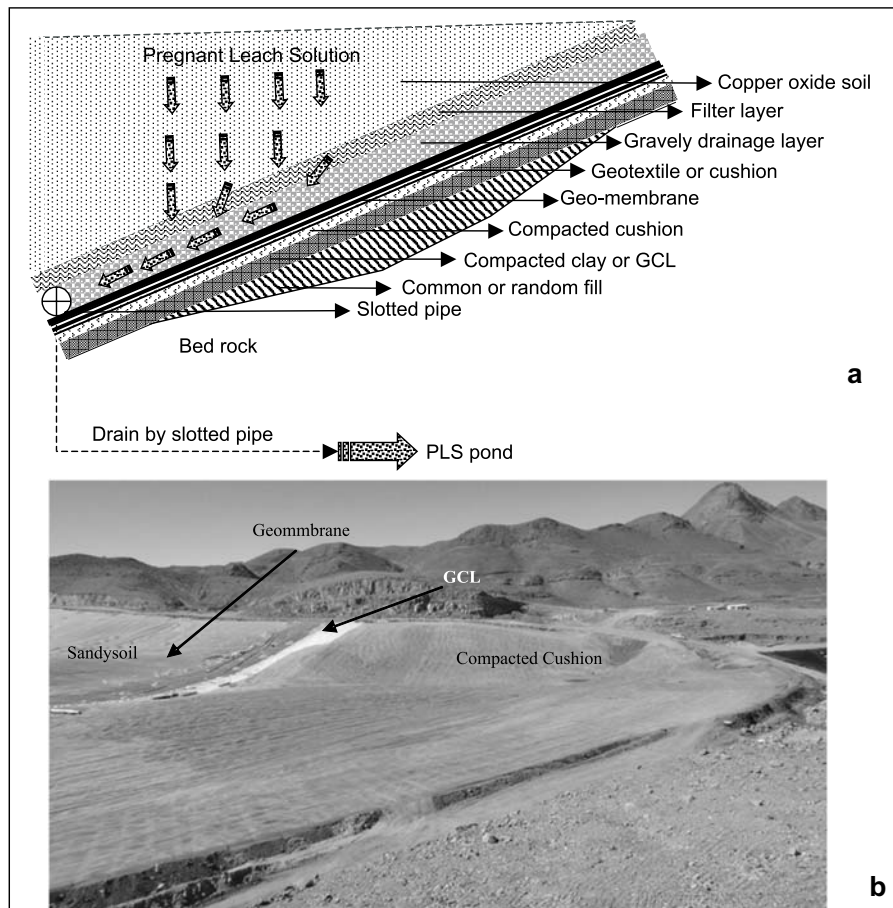 Pregnant Leach Solution
Copper oxide soil
Filter layer
Gravely drainage layer
Geotextile or cushion
Geo-membrane
Compacted cushion
Compacted clay or GCL
Common or random fill
Slotted pipe
Bed rock
a
Drain by slotted pipe
PLS pond
Geommbrane
GCL
Sandysoil
Compacted Cushion
b